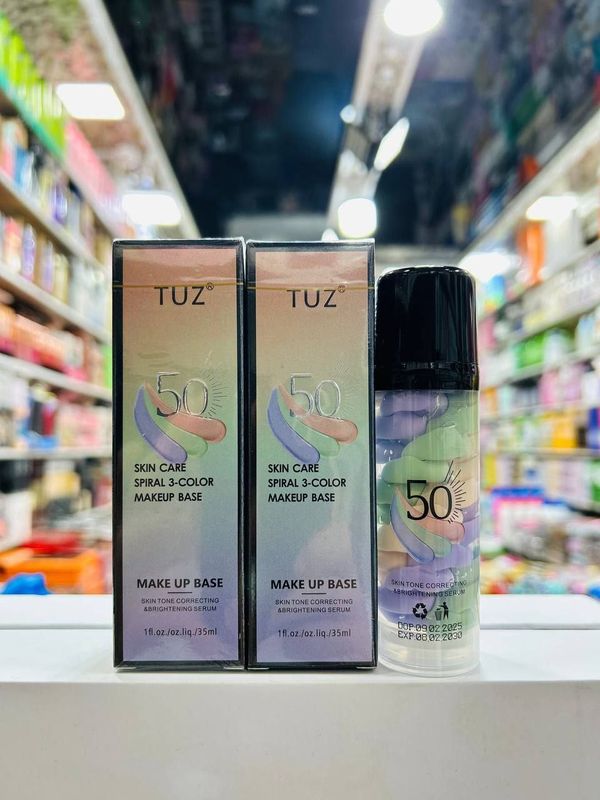 TUZ®
50
SKIN CARE
SPIRAL 3-COLOR
MAKEUP BASE
MAKE UP BASE
SKIN TONE CORRECTING
&BRIGHTENING SERUM
1fl.oz./oz.liq./35ml
TUZ®
50
SKIN CARE
SPIRAL 3-COLOR
MAKEUP BASE
MAKE UP BASE
SKIN TONE CORRECTING
&BRIGHTENING SERUM
1fl.oz./oz.liq./35ml
50
SKIN TONE CORRECTING
&BRIGHTENING SERUM
DOP 09 02 2025
EXP 08 02 2030